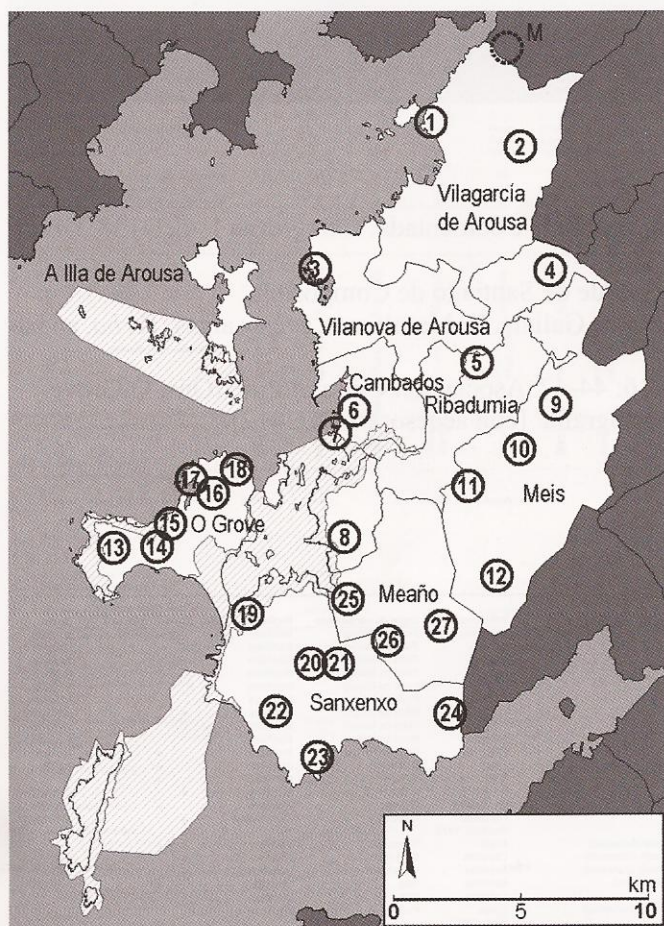 M
1
2
Vilagarcía
de Arousa
A Illa de Arousa
3
4
Vilanova de Arousa
5
Cambados
6
Ribadumia
9
7
10
18
17
16
11
Meis
15
O Grove
8
13
14
12
25
Meaño
19
27
26
20
21
Sanxenxo
22
24
23
N
km
0
5
10